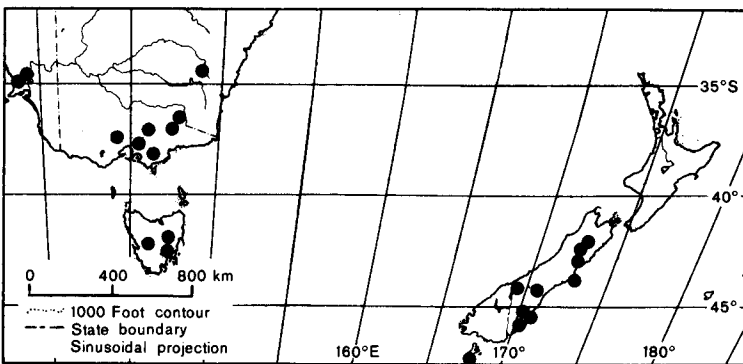 35°S
40°
45°
0 400 800 km
1000 Foot contour
State boundary
Sinusoidal projection
160°E 170° 180°